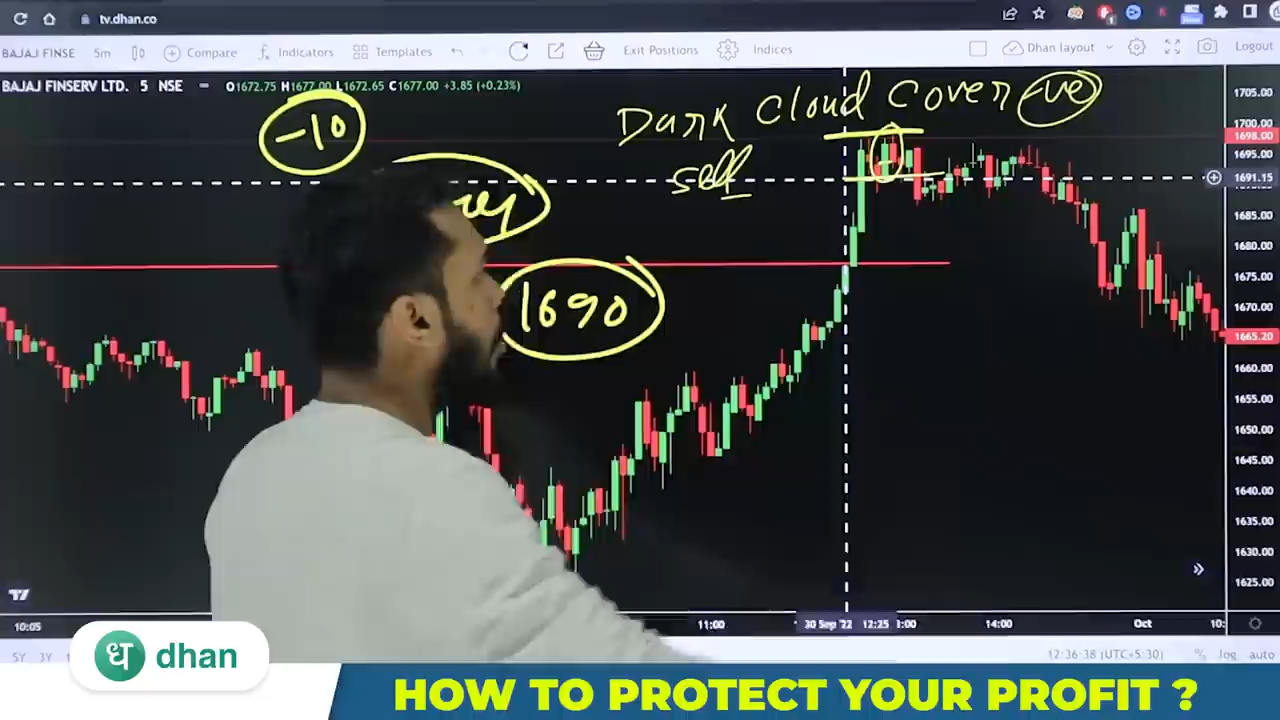 tv.dhan.co
BAJAJ FINSE 5m Compare Indicators Templates Exit Positions Indices Dhan layout Logout
BAJAJ FINSERV LTD. 5 NSE O1672.75 H1677.00 L1672.65 C1677.00 +3.85 (+0.23%)
Dark Cloud Cover -ve
sell
-10
1690
1705.00
1700.00
1698.00
1695.00
1691.15
1685.00
1680.00
1675.00
1670.00
1665.20
1660.00
1655.00
1650.00
1645.00
1640.00
1635.00
1630.00
1625.00
10:05 11:00 30 Sep '22 12:25 :00 14:00 Oct 10:
5Y 3Y 12:36:38 (UTC+5:30) % log auto
ध dhan
HOW TO PROTECT YOUR PROFIT ?